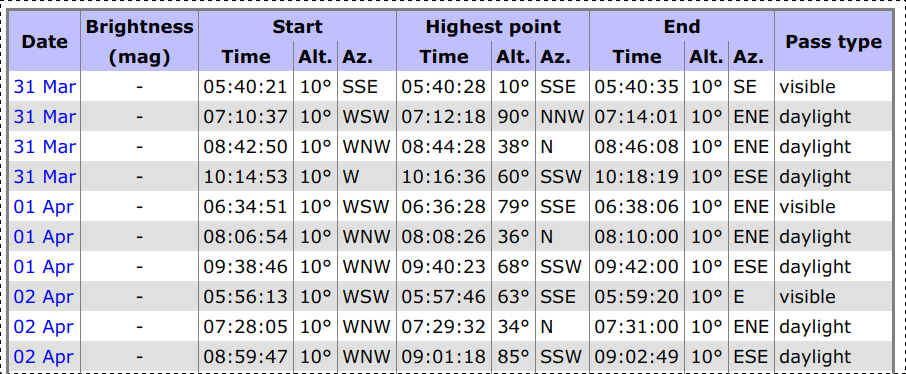 Date Brightness (mag) Start Highest point End Pass type
Time Alt. Az. Time Alt. Az. Time Alt. Az.
31 Mar - 05:40:21 10° SSE 05:40:28 10° SSE 05:40:35 10° SE visible
31 Mar - 07:10:37 10° WSW 07:12:18 90° NNW 07:14:01 10° ENE daylight
31 Mar - 08:42:50 10° WNW 08:44:28 38° N 08:46:08 10° ENE daylight
31 Mar - 10:14:53 10° W 10:16:36 60° SSW 10:18:19 10° ESE daylight
01 Apr - 06:34:51 10° WSW 06:36:28 79° SSE 06:38:06 10° ENE visible
01 Apr - 08:06:54 10° WNW 08:08:26 36° N 08:10:00 10° ENE daylight
01 Apr - 09:38:46 10° WNW 09:40:23 68° SSW 09:42:00 10° ESE daylight
02 Apr - 05:56:13 10° WSW 05:57:46 63° SSE 05:59:20 10° E visible
02 Apr - 07:28:05 10° WNW 07:29:32 34° N 07:31:00 10° ENE daylight
02 Apr - 08:59:47 10° WNW 09:01:18 85° SSW 09:02:49 10° ESE daylight